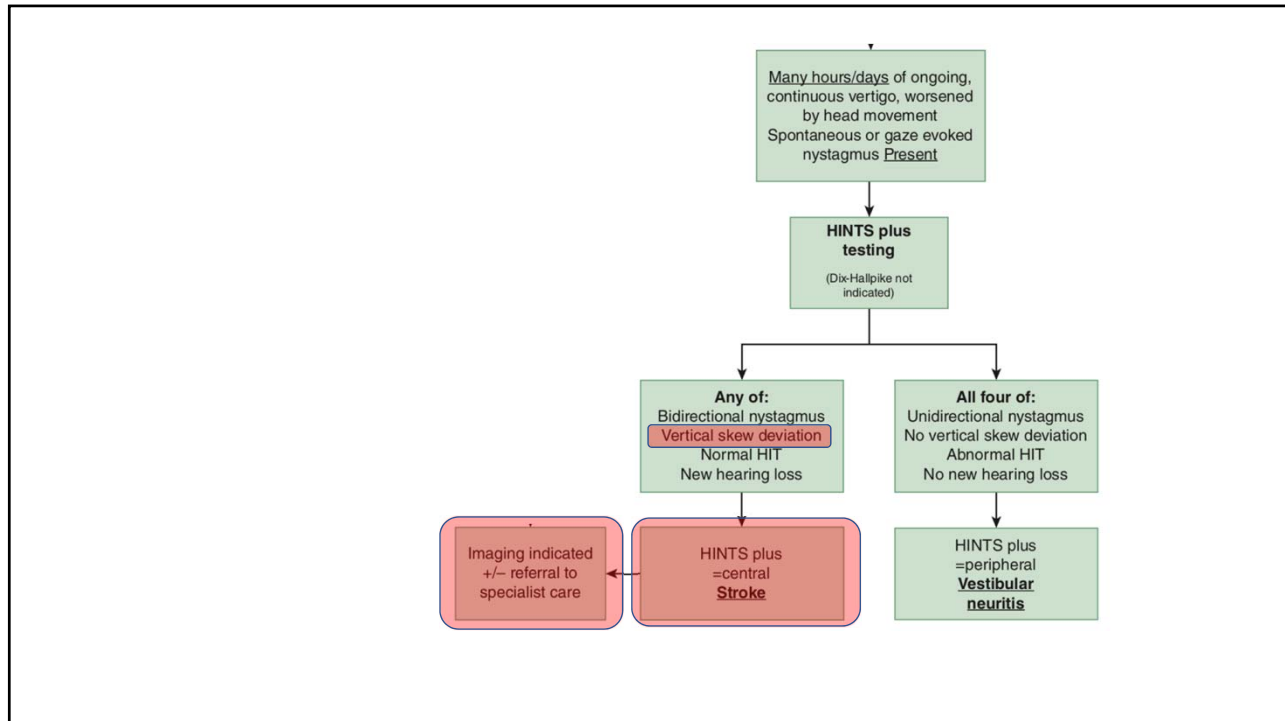 Many hours/days of ongoing,
continuous vertigo, worsened
by head movement
Spontaneous or gaze evoked
nystagmus Present
HINTS plus
testing
(Dix-Hallpike not
indicated)
Any of:
Bidirectional nystagmus
Vertical skew deviation
Normal HIT
New hearing loss
All four of:
Unidirectional nystagmus
No vertical skew deviation
Abnormal HIT
No new hearing loss
Imaging indicated
+/– referral to
specialist care
HINTS plus
=central
Stroke
HINTS plus
=peripheral
Vestibular
neuritis